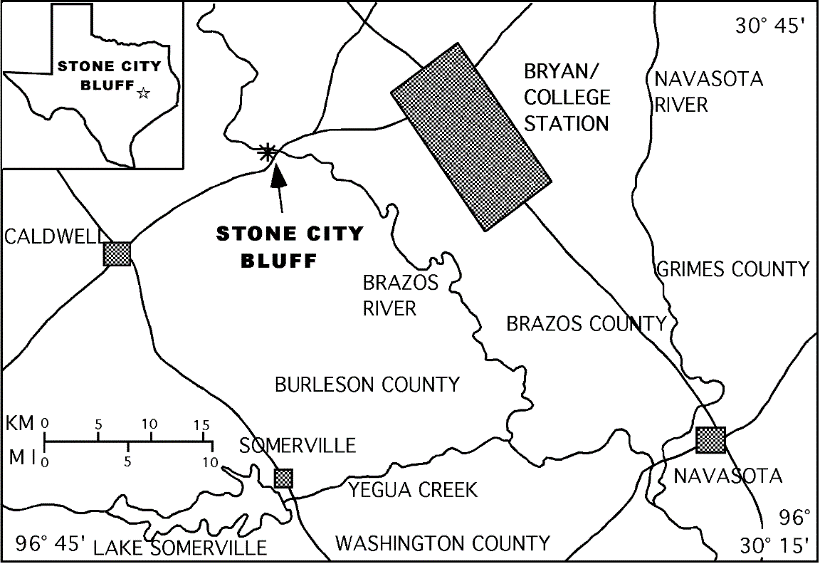 STONE CITY
BLUFF
30° 45'
BRYAN/
COLLEGE
STATION
NAVASOTA
RIVER
CALDWELL
STONE CITY
BLUFF
BRAZOS
RIVER
GRIMES COUNTY
BRAZOS COUNTY
BURLESON COUNTY
KM 0 5 10 15
MI 0 5 10
SOMERVILLE
NAVASOTA
YEGUA CREEK
96° 45'
LAKE SOMERVILLE
WASHINGTON COUNTY
96°
30° 15'